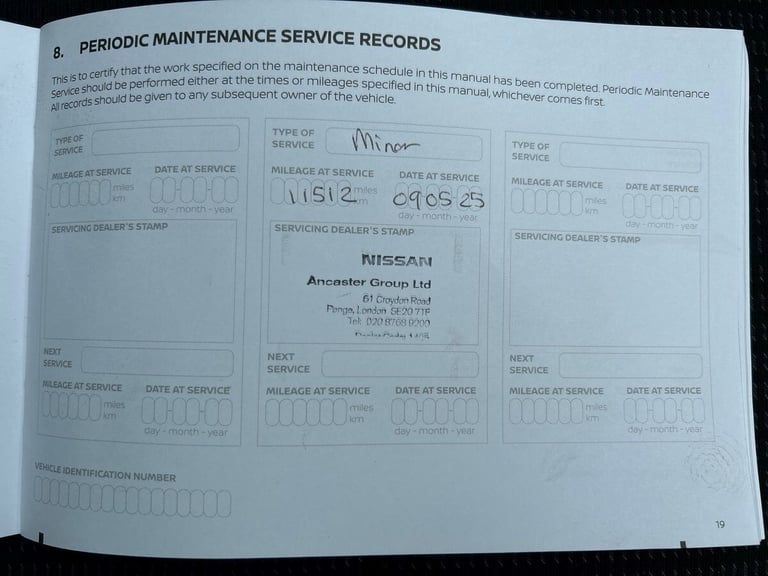 8. PERIODIC MAINTENANCE SERVICE RECORDS
This is to certify that the work specified on the maintenance schedule in this manual has been completed. Periodic Maintenance
Service should be performed either at the times or mileages specified in this manual, whichever comes first.
All records should be given to any subsequent owner of the vehicle.
TYPE OF
SERVICE
MILEAGE AT SERVICE
DATE AT SERVICE
miles
km
day - month - year
SERVICING DEALER'S STAMP
NEXT
SERVICE
MILEAGE AT SERVICE
DATE AT SERVICE
miles
km
day - month - year
TYPE OF
SERVICE
Minor
MILEAGE AT SERVICE
DATE AT SERVICE
11512 miles
km
090525
day - month - year
SERVICING DEALER'S STAMP
NISSAN
Ancaster Group Ltd
61 Croydon Road
Penge, London SE20 7TF
Tel: 020 8768 9200
NEXT
SERVICE
MILEAGE AT SERVICE
DATE AT SERVICE
miles
km
day - month - year
TYPE OF
SERVICE
MILEAGE AT SERVICE
DATE AT SERVICE
miles
km
day - month - year
SERVICING DEALER'S STAMP
NEXT
SERVICE
MILEAGE AT SERVICE
DATE AT SERVICE
miles
km
day - month - year
VEHICLE IDENTIFICATION NUMBER
19